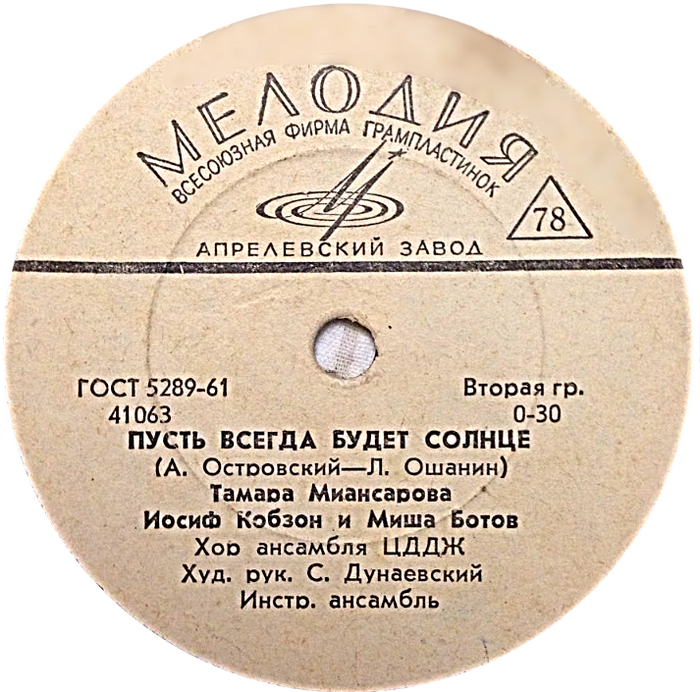 МЕЛОДИЯ
ВСЕСОЮЗНАЯ ФИРМА ГРАМПЛАСТИНОК
78
АПРЕЛЕВСКИЙ ЗАВОД
ГОСТ 5289-61 Вторая гр.
41063 0-30
ПУСТЬ ВСЕГДА БУДЕТ СОЛНЦЕ
(А. Островский—Л. Ошанин)
Тамара Миансарова
Иосиф Кобзон и Миша Ботов
Хор ансамбля ЦДДЖ
Худ. рук. С. Дунаевский
Инстр. ансамбль